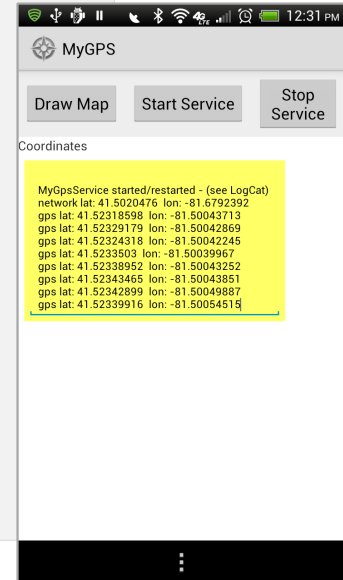 4G LTE 12:31 PM
MyGPS
Draw Map Start Service Stop Service
Coordinates
MyGpsService started/restarted - (see LogCat)
network lat: 41.5020476 lon: -81.6792392
gps lat: 41.52318598 lon: -81.50043713
gps lat: 41.52329179 lon: -81.50042869
gps lat: 41.52324318 lon: -81.50042245
gps lat: 41.5233503 lon: -81.50039967
gps lat: 41.52338952 lon: -81.50043252
gps lat: 41.52343465 lon: -81.50043851
gps lat: 41.52342899 lon: -81.50049887
gps lat: 41.52339916 lon: -81.50054515